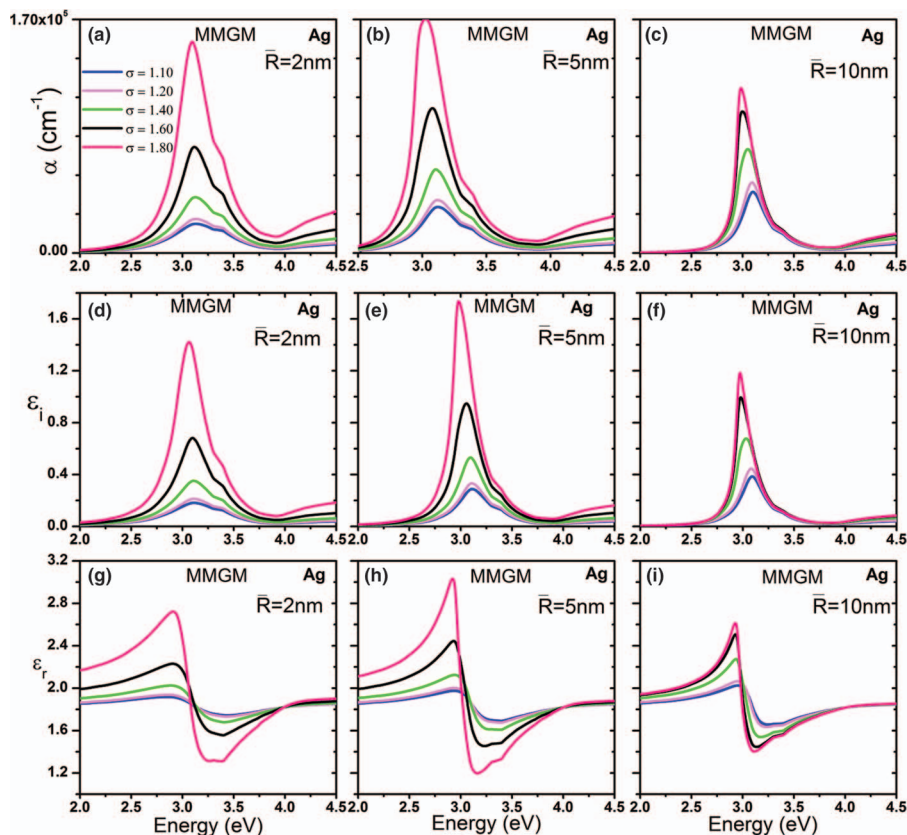 1.70x10⁵
(a) MMGM Ag
R̄=2nm
σ = 1.10
σ = 1.20
σ = 1.40
σ = 1.60
σ = 1.80
α (cm⁻¹)
0.00
2.0 2.5 3.0 3.5 4.0 4.5
(b) MMGM Ag
R̄=5nm
2.5 3.0 3.5 4.0 4.5
(c) MMGM Ag
R̄=10nm
2.0 2.5 3.0 3.5 4.0 4.5
(d) MMGM Ag
R̄=2nm
εi
1.6
1.2
0.8
0.4
0.0
2.0 2.5 3.0 3.5 4.0 4.5
(e) MMGM Ag
R̄=5nm
2.0 2.5 3.0 3.5 4.0 4.5
(f) MMGM Ag
R̄=10nm
2.0 2.5 3.0 3.5 4.0 4.5
(g) MMGM Ag
R̄=2nm
εr
3.2
2.8
2.4
2.0
1.6
1.2
2.0 2.5 3.0 3.5 4.0 4.5
Energy (eV)
(h) MMGM Ag
R̄=5nm
2.0 2.5 3.0 3.5 4.0 4.5
Energy (eV)
(i) MMGM Ag
R̄=10nm
2.0 2.5 3.0 3.5 4.0 4.5
Energy (eV)